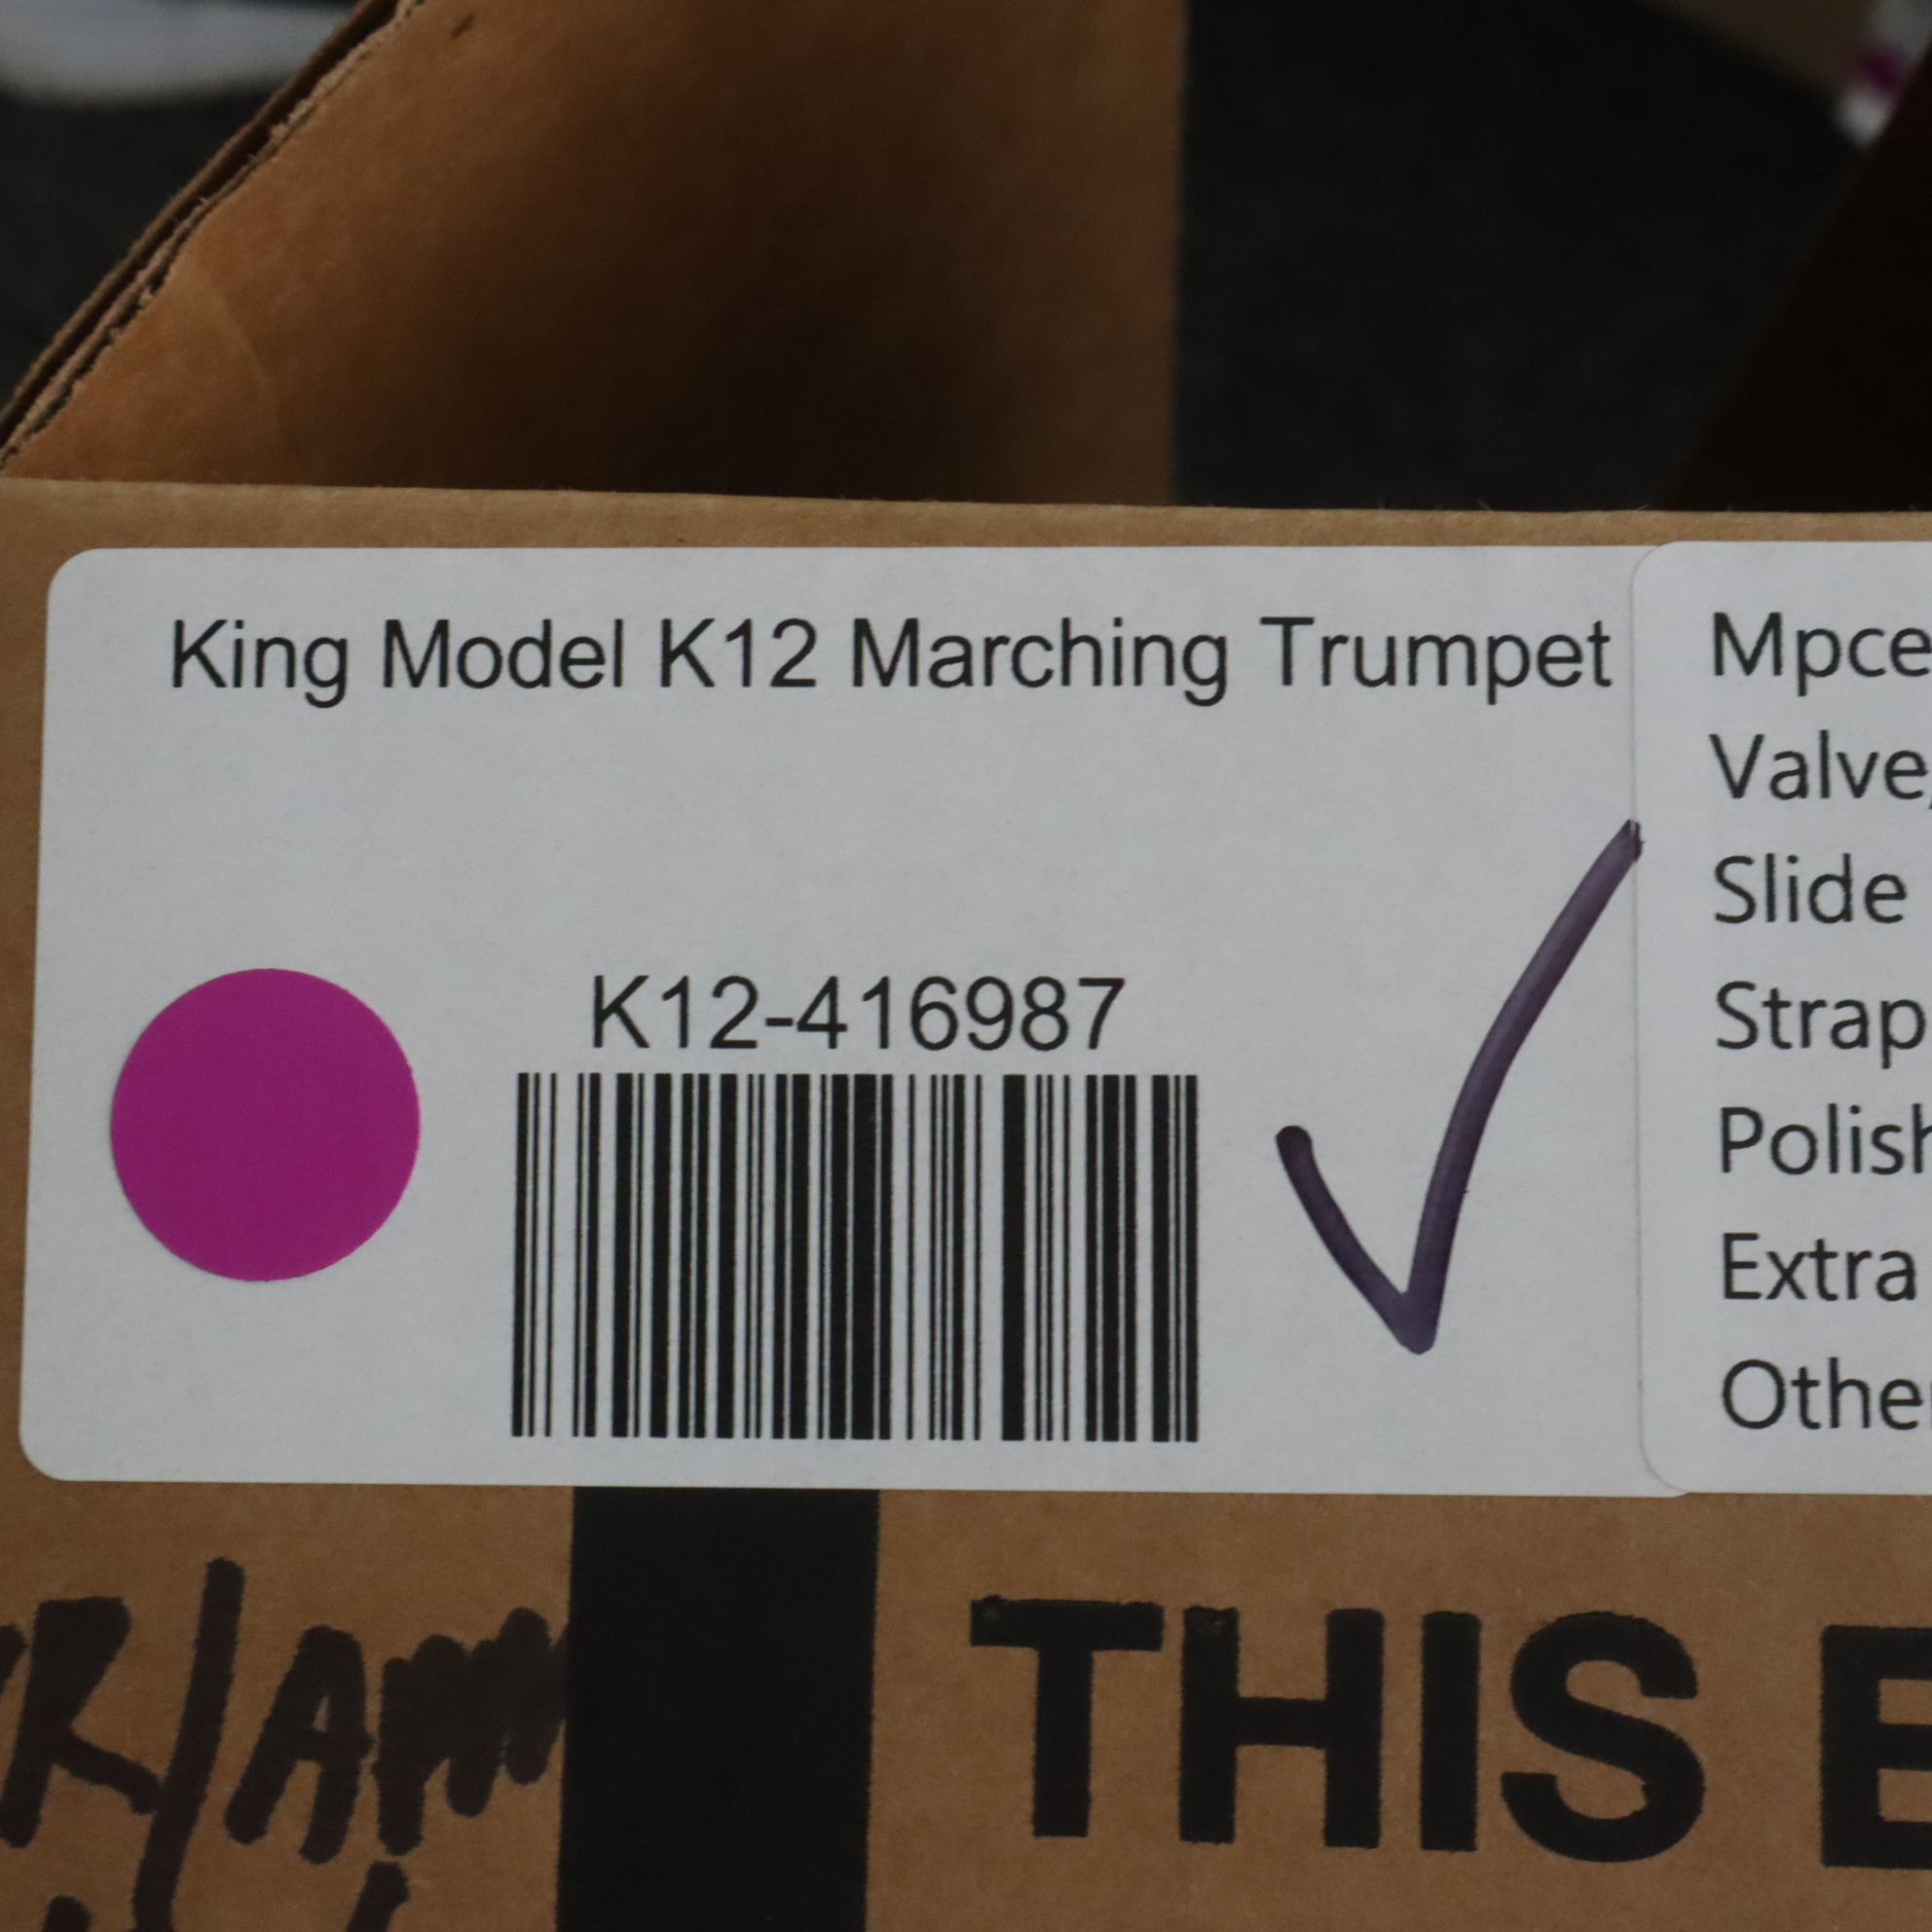 King Model K12 Marching Trumpet
K12-416987
Mpce
Valve
Slide
Strap
Polish
Extra
Other
THIS